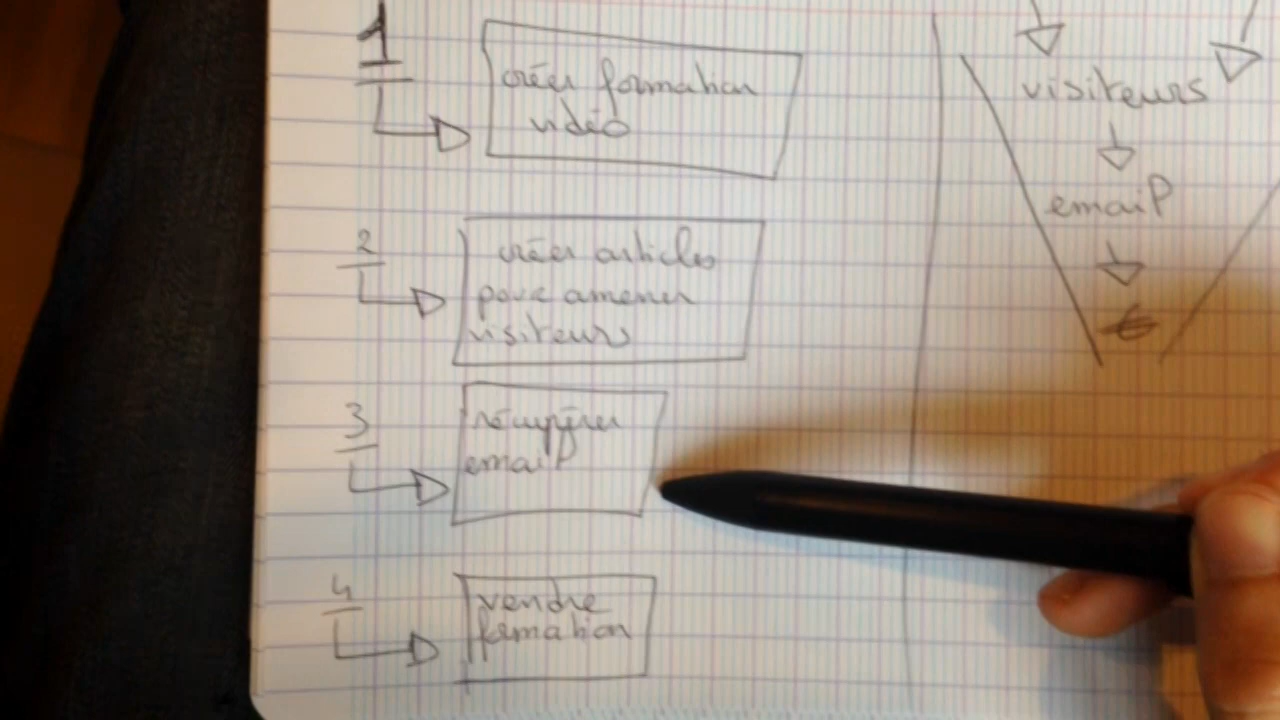 1
créer formation
vidéo
2
créer articles
pour amener
visiteurs
3
récupérer
email
4
vendre
formation
visiteurs
email
€